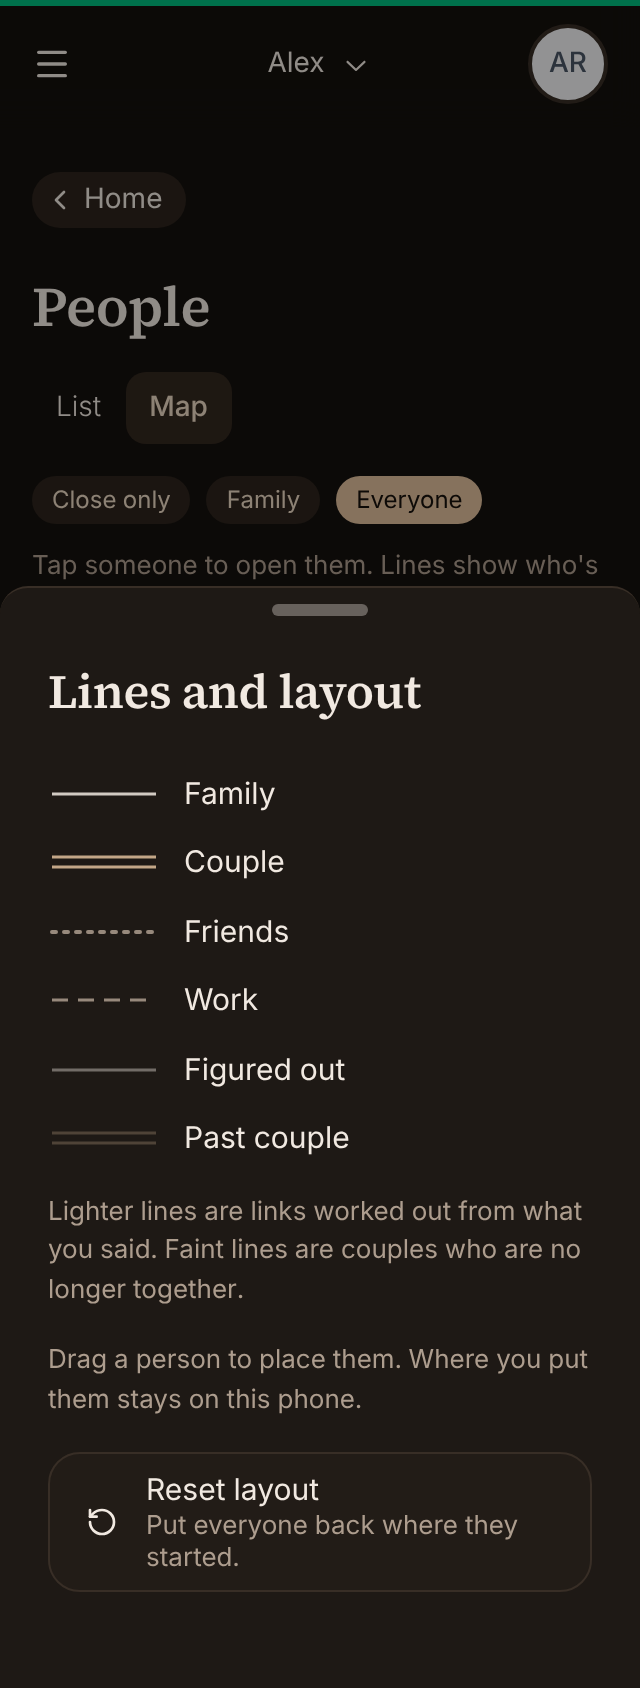 Alex
AR
Home
People
List
Map
Close only
Family
Everyone
Tap someone to open them. Lines show who's
Lines and layout
Family
Couple
Friends
Work
Figured out
Past couple
Lighter lines are links worked out from what
you said. Faint lines are couples who are no
longer together.
Drag a person to place them. Where you put
them stays on this phone.
Reset layout
Put everyone back where they
started.